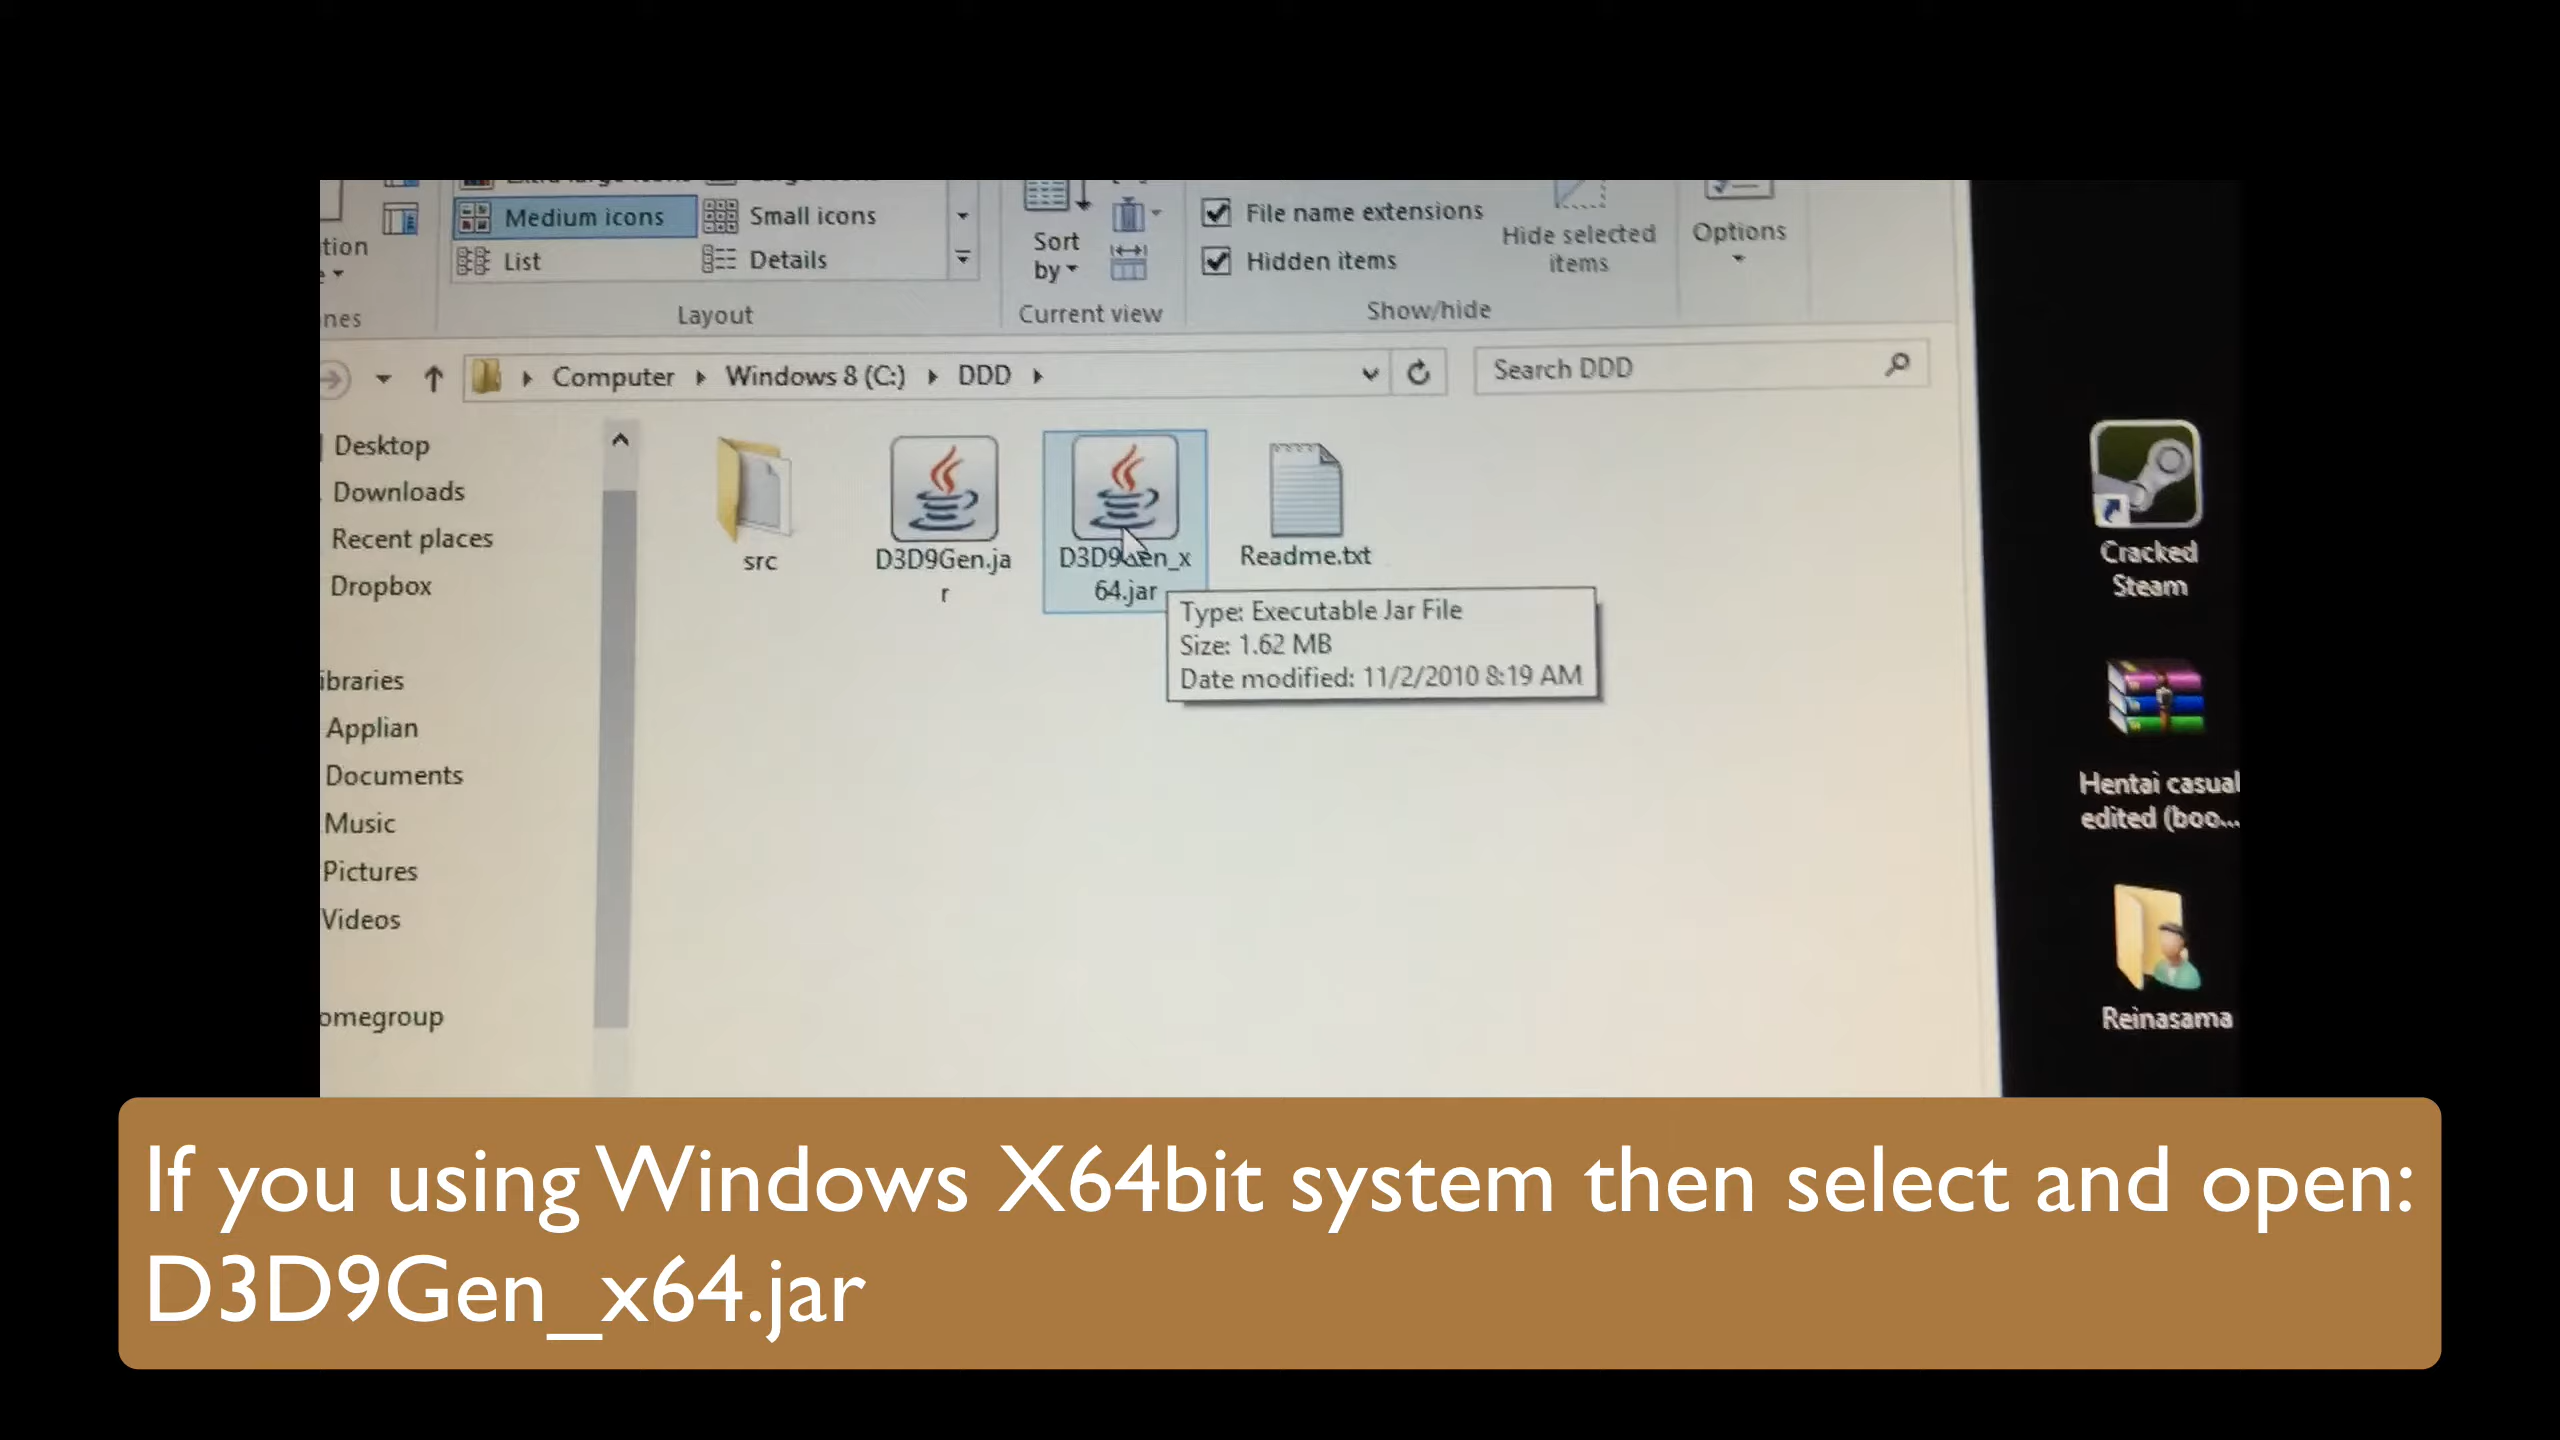 Medium icons
Small icons
List
Details
Sort
by
File name extensions
Hidden items
Hide selected
items
Options
tion
nes
Layout
Current view
Show/hide
Computer
Windows 8 (C:)
DDD
Search DDD
Desktop
Downloads
Recent places
Dropbox
ibraries
Applian
Documents
Music
Pictures
Videos
omegroup
src
D3D9Gen.ja
r
D3D9Gen_x
64.jar
Readme.txt
Type: Executable Jar File
Size: 1.62 MB
Date modified: 11/2/2010 8:19 AM
Cracked
Steam
Hentai casual
edited (boo...
Reinasama
If you using Windows X64bit system then select and open:
D3D9Gen_x64.jar